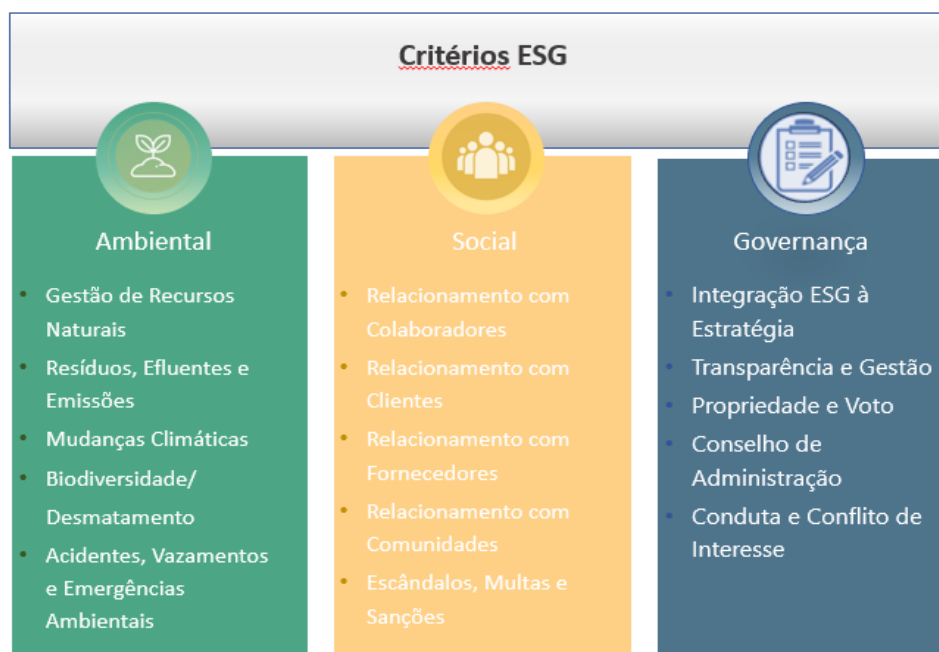 Critérios ESG
Ambiental
• Gestão de Recursos
Naturais
• Resíduos, Efluentes e
Emissões
• Mudanças Climáticas
• Biodiversidade/
Desmatamento
• Acidentes, Vazamentos
e Emergências
Ambientais
Social
• Relacionamento com
Colaboradores
• Relacionamento com
Clientes
• Relacionamento com
Fornecedores
• Relacionamento com
Comunidades
• Escândalos, Multas e
Sanções
Governança
• Integração ESG à
Estratégia
• Transparência e Gestão
• Propriedade e Voto
• Conselho de
Administração
• Conduta e Conflito de
Interesse